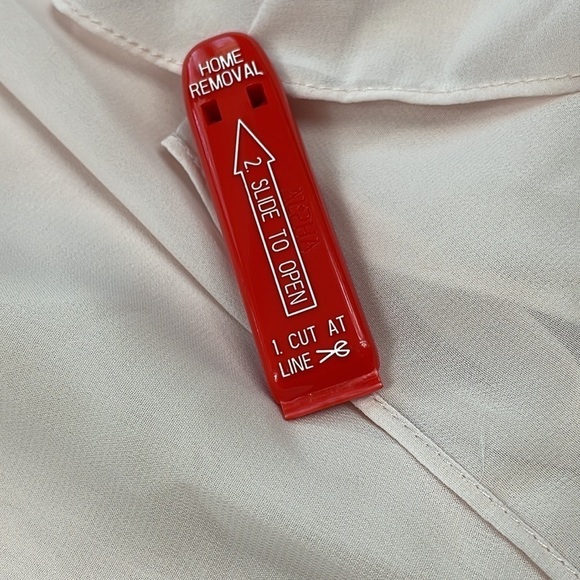 HOME
REMOVAL
2. SLIDE TO OPEN
1. CUT AT
LINE